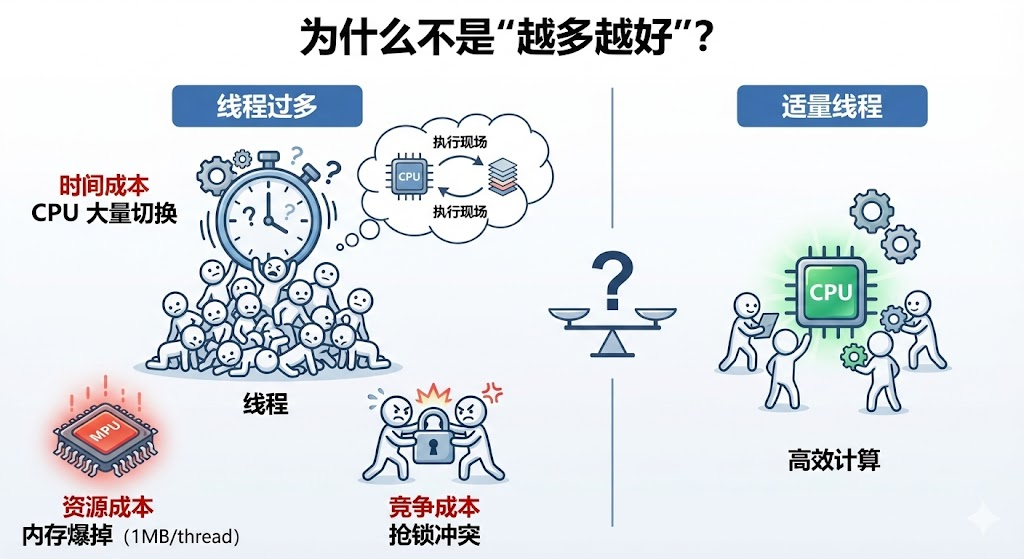 为什么不是“越多越好”？
线程过多
时间成本
CPU 大量切换
执行现场
CPU
执行现场
? ?
? ?
线程
MPU
资源成本
内存爆掉（1MB/thread）
竞争成本
抢锁冲突
?
适量线程
CPU
高效计算